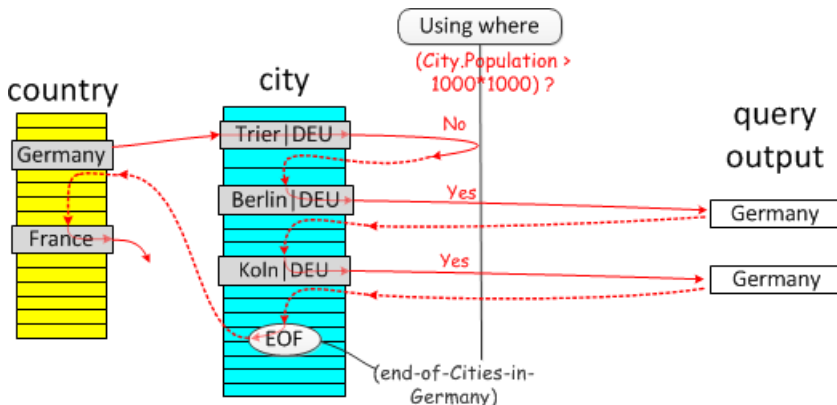 Using where
(City.Population >
1000*1000) ?
country
city
query
output
Germany
Trier|DEU
No
Berlin|DEU
Yes
Germany
France
Koln|DEU
Yes
Germany
EOF
(end-of-Cities-in-
Germany)